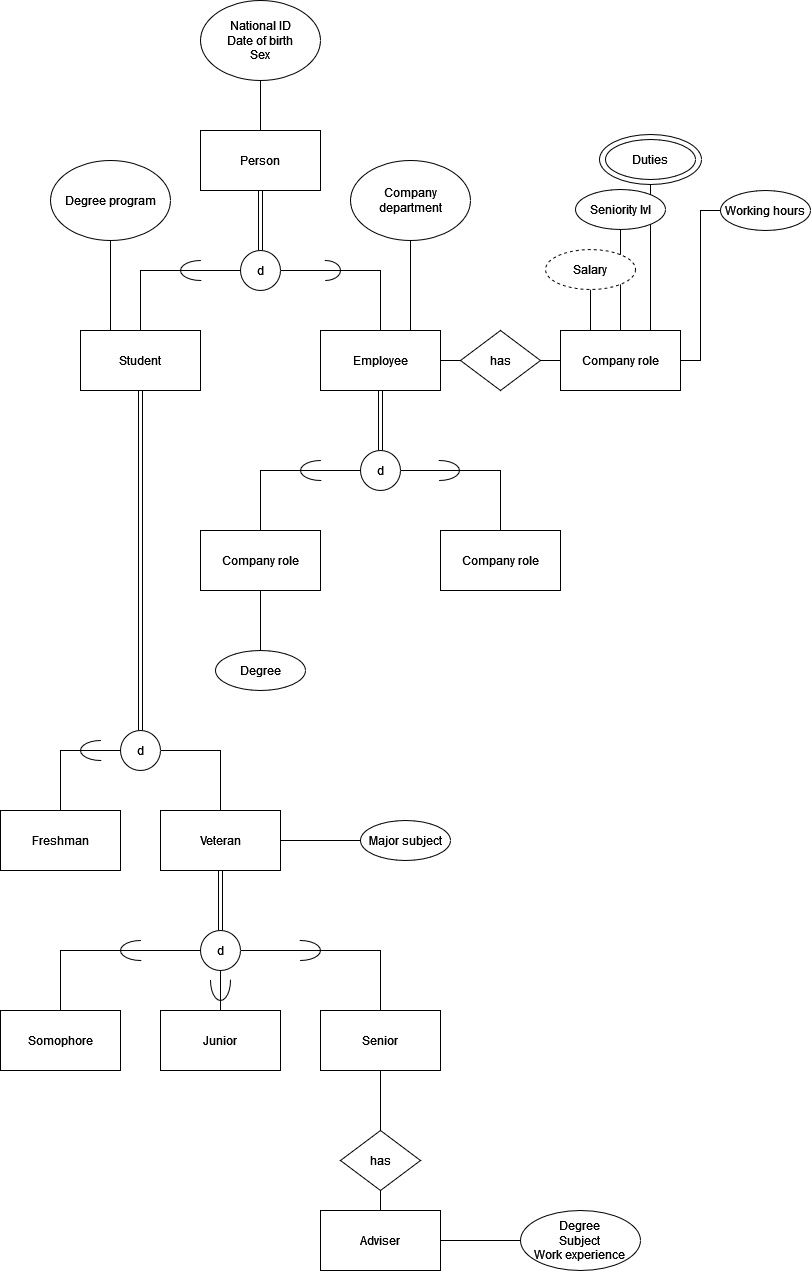 National ID
Date of birth
Sex
Person
Duties
Degree program
Company
department
Seniority lvl
Working hours
d
Salary
Student
Employee
has
Company role
d
Company role
Company role
Degree
d
Freshman
Veteran
Major subject
d
Somophore
Junior
Senior
has
Adviser
Degree
Subject
Work experience